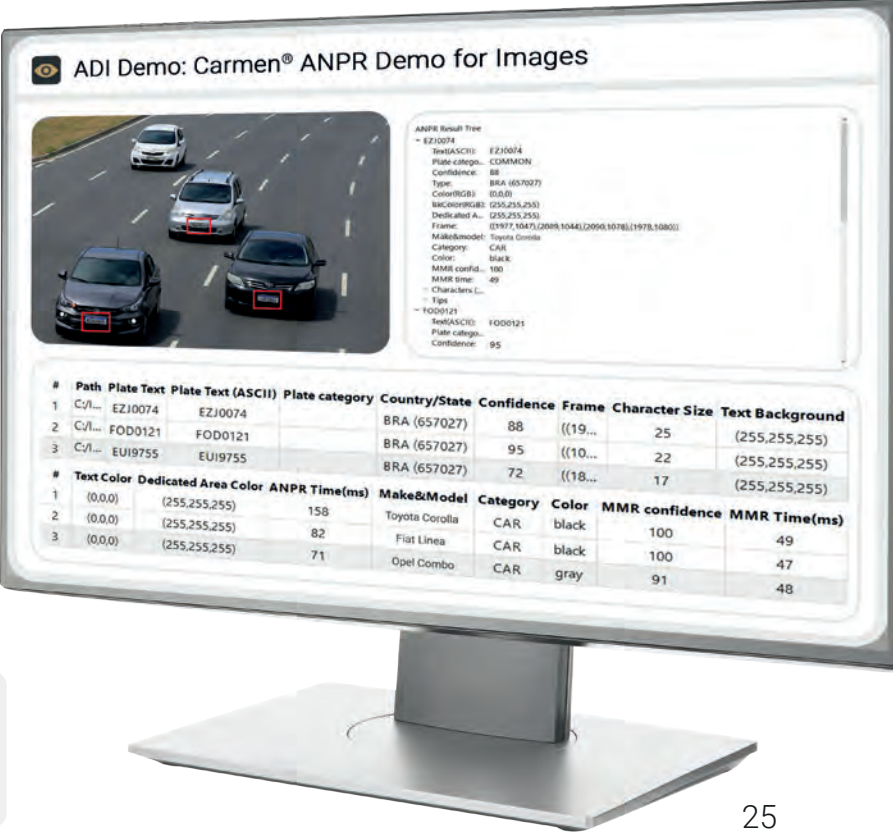 ADI Demo: Carmen® ANPR Demo for Images
ANPR Result Tree
EZJ0074
Text(ASCII): EZJ0074
Plate catego... COMMON
Confidence: 88
Type: BRA (657027)
Color(RGB): (0,0,0)
BkColor(RGB): (255,255,255)
Dedicated A... (255,255,255)
Frame: ((1977,1047),(2089,1044),(2090,1078),(1978,1080))
Make&model: Toyota Corolla
Category: CAR
Color: black
MMR confid... 100
MMR time: 49
Characters (...
Tips
FOD0121
Text(ASCII): FOD0121
Plate catego...
Confidence: 95
# Path Plate Text Plate Text (ASCII) Plate category Country/State Confidence Frame Character Size Text Background
1 C:/I... EZJ0074 EZJ0074 BRA (657027) 88 ((19... 25 (255,255,255)
2 C:/I... FOD0121 FOD0121 BRA (657027) 95 ((10... 22 (255,255,255)
3 C:/I... EUI9755 EUI9755 BRA (657027) 72 ((18... 17 (255,255,255)
# Text Color Dedicated Area Color ANPR Time(ms) Make&Model Category Color MMR confidence MMR Time(ms)
1 (0,0,0) (255,255,255) 158 Toyota Corolla CAR black 100 49
2 (0,0,0) (255,255,255) 82 Fiat Linea CAR black 100 47
3 (0,0,0) (255,255,255) 71 Opel Combo CAR gray 91 48
25